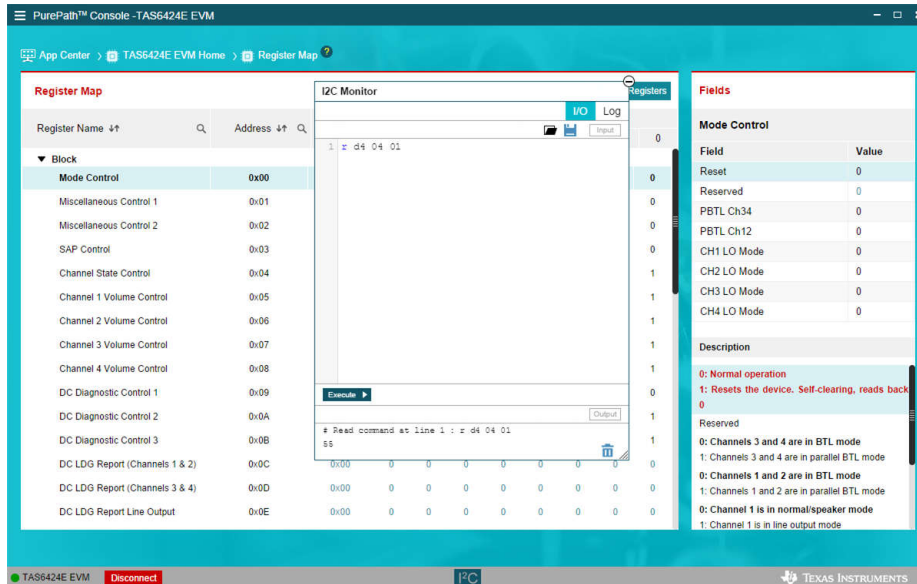 PurePath™ Console -TAS6424E EVM
App Center > TAS6424E EVM Home > Register Map ?
Register Map
Registers
Register Name Address 0
Block
Mode Control 0x00 0
Miscellaneous Control 1 0x01 0
Miscellaneous Control 2 0x02 0
SAP Control 0x03 0
Channel State Control 0x04 1
Channel 1 Volume Control 0x05 1
Channel 2 Volume Control 0x06 1
Channel 3 Volume Control 0x07 1
Channel 4 Volume Control 0x08 1
DC Diagnostic Control 1 0x09 0
DC Diagnostic Control 2 0x0A 1
DC Diagnostic Control 3 0x0B 1
DC LDG Report (Channels 1 & 2) 0x0C 0x00 0 0 0 0 0 0 0 0
DC LDG Report (Channels 3 & 4) 0x0D 0x00 0 0 0 0 0 0 0 0
DC LDG Report Line Output 0x0E 0x00 0 0 0 0 0 0 0 0
I2C Monitor
I/O Log
Input
1 r d4 04 01
Execute
Output
# Read command at line 1 : r d4 04 01
55
Fields
Mode Control
Field Value
Reset 0
Reserved 0
PBTL Ch34 0
PBTL Ch12 0
CH1 LO Mode 0
CH2 LO Mode 0
CH3 LO Mode 0
CH4 LO Mode 0
Description
0: Normal operation
1: Resets the device. Self-clearing, reads back
0
Reserved
0: Channels 3 and 4 are in BTL mode
1: Channels 3 and 4 are in parallel BTL mode
0: Channels 1 and 2 are in BTL mode
1: Channels 1 and 2 are in parallel BTL mode
0: Channel 1 is in normal/speaker mode
1: Channel 1 is in line output mode
TAS6424E EVM Disconnect
I²C
TEXAS INSTRUMENTS